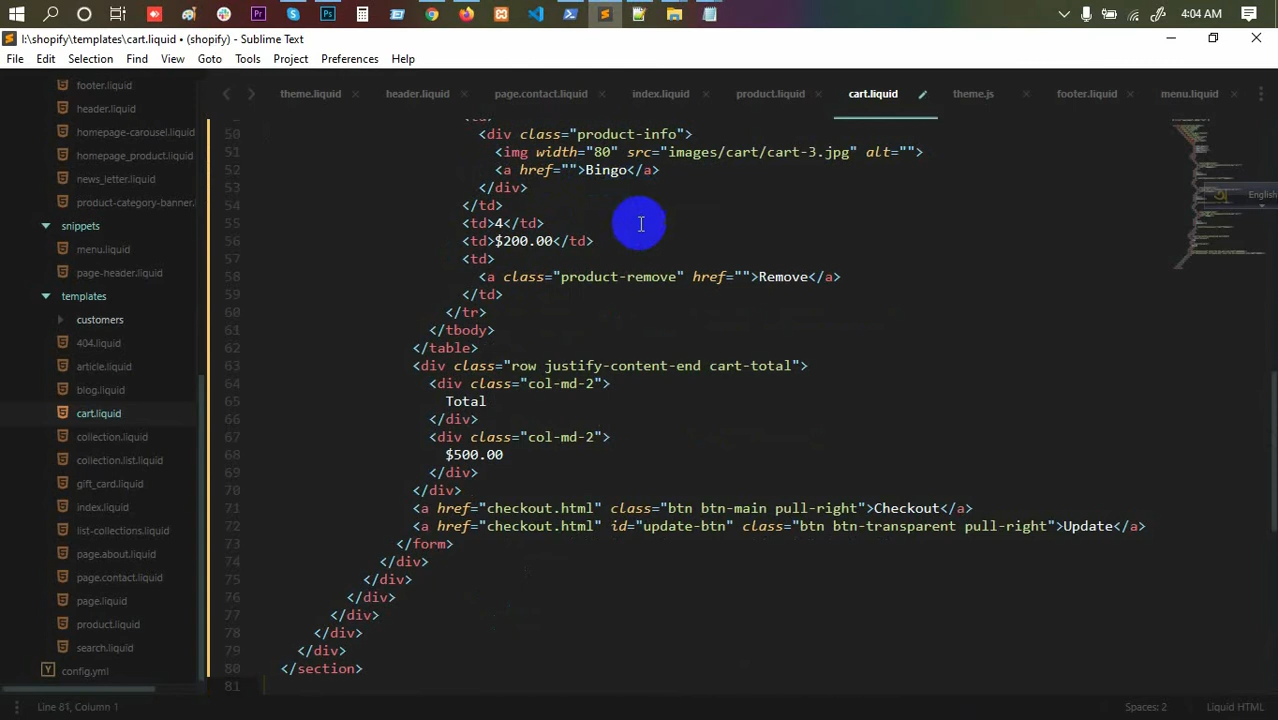 4:04 AM
I:\shopify\templates\cart.liquid • (shopify) - Sublime Text
File Edit Selection Find View Goto Tools Project Preferences Help
theme.liquid header.liquid page.contact.liquid index.liquid product.liquid cart.liquid theme.js footer.liquid menu.liquid
footer.liquid
header.liquid
homepage-carousel.liquid
homepage_product.liquid
news_letter.liquid
product-category-banner.
snippets
menu.liquid
page-header.liquid
templates
customers
404.liquid
article.liquid
blog.liquid
cart.liquid
collection.liquid
collection.list.liquid
gift_card.liquid
index.liquid
list-collections.liquid
page.about.liquid
page.contact.liquid
page.liquid
product.liquid
search.liquid
config.yml
<td>
50 <div class="product-info">
51 <img width="80" src="images/cart/cart-3.jpg" alt="">
52 <a href="">Bingo</a>
53 </div>
54 </td>
55 <td>4</td>
56 <td>$200.00</td>
57 <td>
58 <a class="product-remove" href="">Remove</a>
59 </td>
60 </tr>
61 </tbody>
62 </table>
63 <div class="row justify-content-end cart-total">
64 <div class="col-md-2">
65 Total
66 </div>
67 <div class="col-md-2">
68 $500.00
69 </div>
70 </div>
71 <a href="checkout.html" class="btn btn-main pull-right">Checkout</a>
72 <a href="checkout.html" id="update-btn" class="btn btn-transparent pull-right">Update</a>
73 </form>
74 </div>
75 </div>
76 </div>
77 </div>
78 </div>
79 </div>
80 </section>
81
English
Line 81, Column 1 Spaces: 2 Liquid HTML